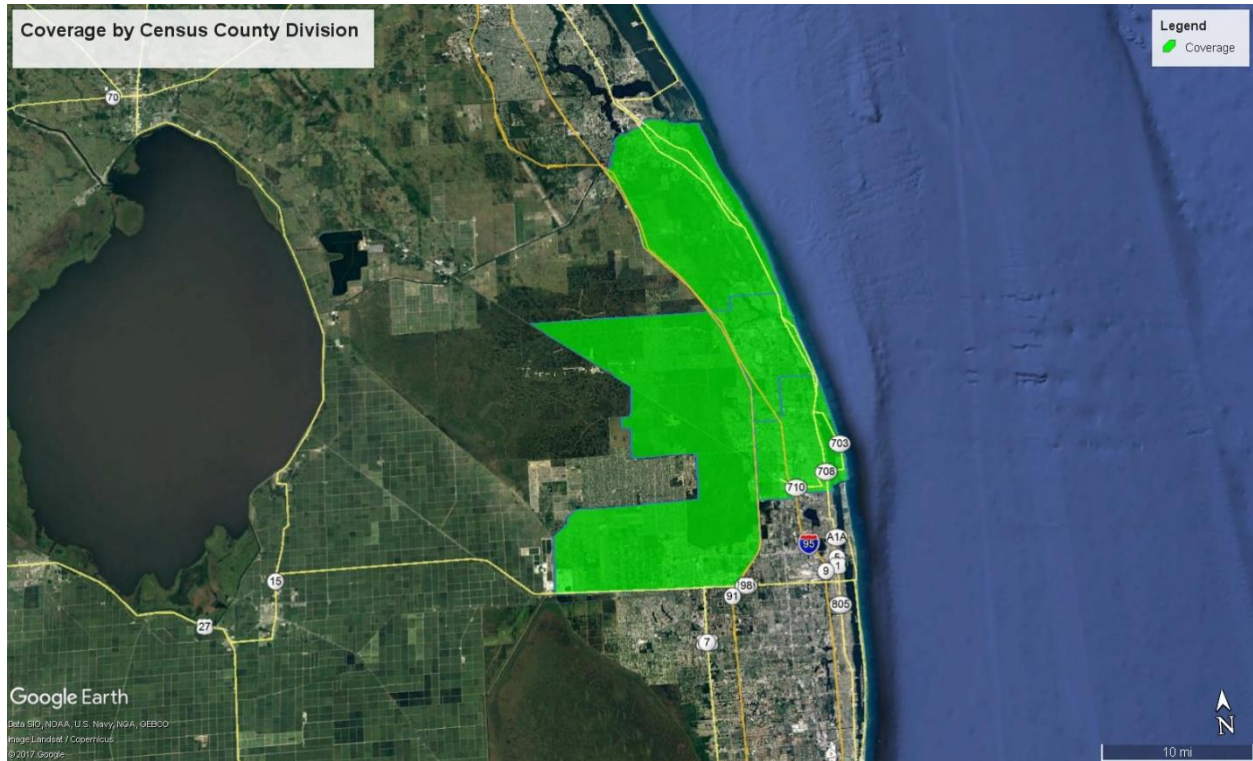 Coverage by Census County Division
Legend
Coverage
70
703
708
710
A1A
95
5
1
9
98
91
15
805
27
7
Google Earth
Data SIO, NOAA, U.S. Navy, NGA, GEBCO
Image Landsat / Copernicus
© 2017 Google
N
10 mi